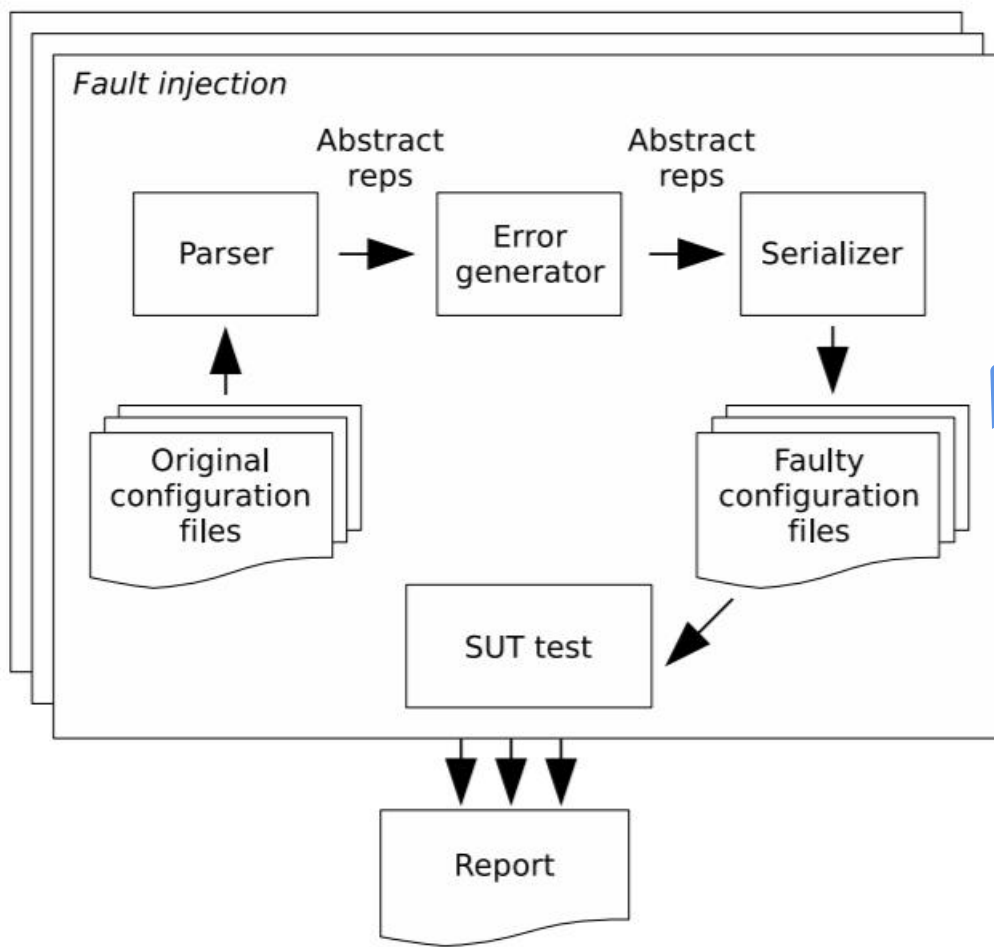 Fault injection
Abstract
reps
Abstract
reps
Parser
Error
generator
Serializer
Original
configuration
files
Faulty
configuration
files
SUT test
Report